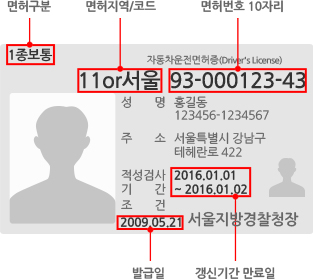 면허구분
면허지역/코드
면허번호 10자리
1종보통
자동차운전면허증(Driver's License)
11or서울 93-000123-43
성 명 홍길동
123456-1234567
주 소 서울특별시 강남구
테헤란로 422
적성검사 2016.01.01
기 간 ~ 2016.01.02
조 건
2009.05.21 서울지방경찰청장
발급일
갱신기간 만료일